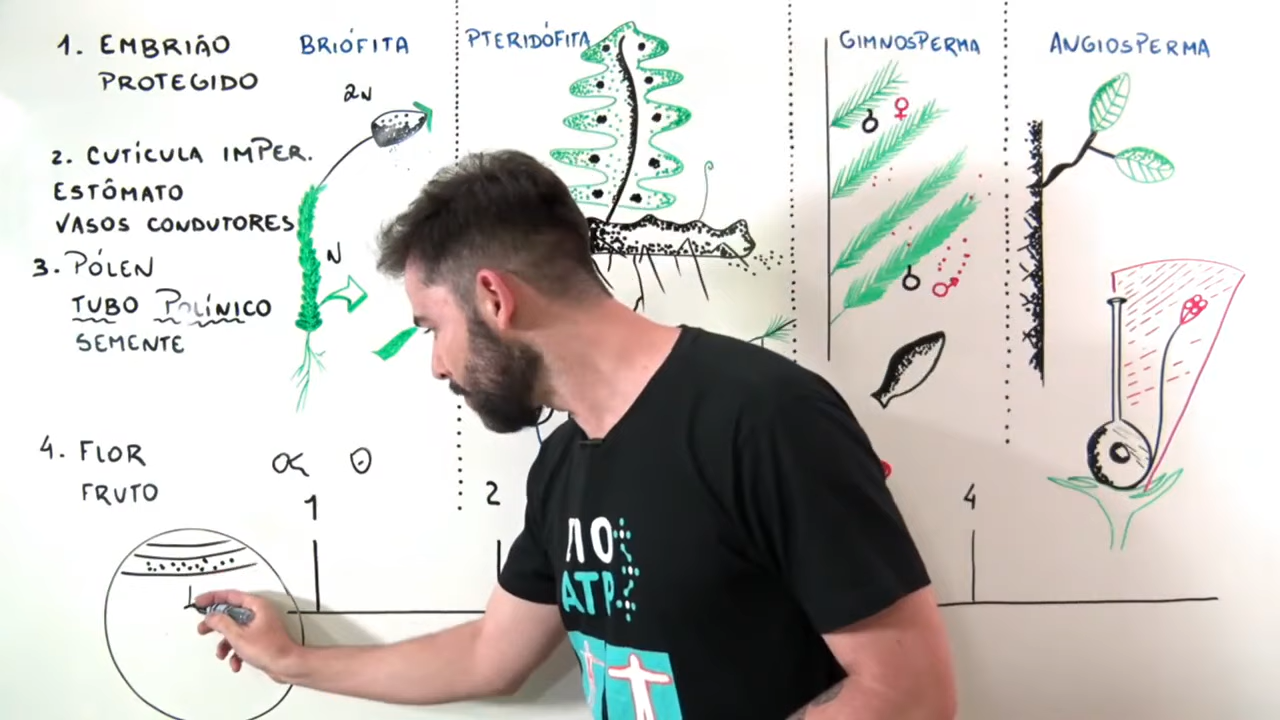 1. EMBRIÃO
PROTEGIDO
2. CUTÍCULA IMPER.
ESTÔMATO
VASOS CONDUTORES
3. PÓLEN
TUBO POLÍNICO
SEMENTE
4. FLOR
FRUTO
BRIÓFITA
2N
N
PTERIDÓFITA
GIMNOSPERMA
ANGIOSPERMA
1
2
4
ATP